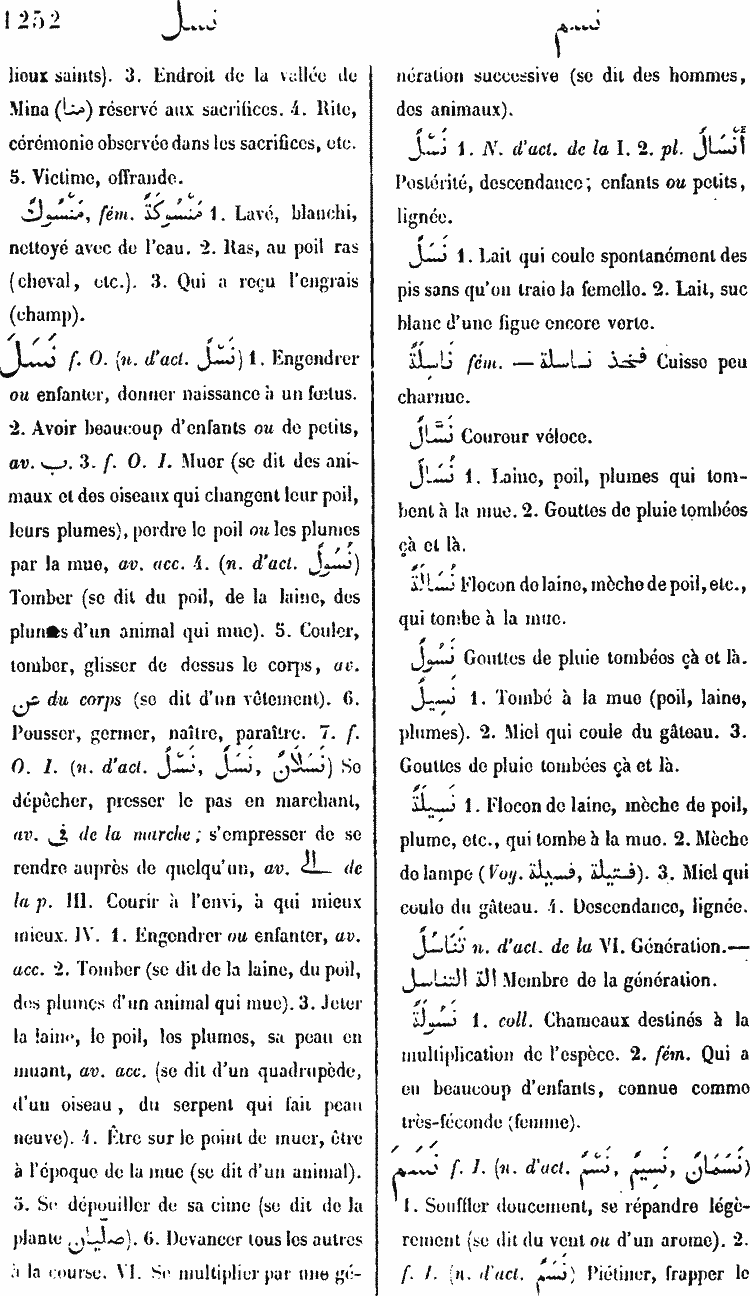 1252
نسل
نسم
lieux saints). 3. Endroit de la vallée de
Mina (منا) réservé aux sacrifices. 4. Rite,
cérémonie observée dans les sacrifices, etc.
5. Victime, offrande.
مَنْسُوكٌ, fém. مَنْسُوكَةٌ 1. Lavé, blanchi,
nettoyé avec de l'eau. 2. Ras, au poil ras
(cheval, etc.). 3. Qui a reçu l'engrais
(champ).
نَسَلَ f. O. (n. d'act. نَسْلٌ) 1. Engendrer
ou enfanter, donner naissance à un fœtus.
2. Avoir beaucoup d'enfants ou de petits,
av. ب. 3. f. O. I. Muer (se dit des ani-
maux et des oiseaux qui changent leur poil,
leurs plumes), perdre le poil ou les plumes
par la mue, av. acc. 4. (n. d'act. نُسُولٌ)
Tomber (se dit du poil, de la laine, des
plumes d'un animal qui mue). 5. Couler,
tomber, glisser de dessus le corps, av.
عن du corps (se dit d'un vêtement). 6.
Pousser, germer, naître, paraître. 7. f.
O. I. (n. d'act. نَسْلٌ, نَسَلٌ, نَسَلَانٌ) Se
dépêcher, presser le pas en marchant,
av. فى de la marche; s'empresser de se
rendre auprès de quelqu'un, av. الى de
la p. III. Courir à l'envi, à qui mieux
mieux. IV. 1. Engendrer ou enfanter, av.
acc. 2. Tomber (se dit de la laine, du poil,
des plumes d'un animal qui mue). 3. Jeter
la laine, le poil, les plumes, sa peau en
muant, av. acc. (se dit d'un quadrupède,
d'un oiseau, du serpent qui fait peau
neuve). 4. Être sur le point de muer, être
à l'époque de la mue (se dit d'un animal).
5. Se dépouiller de sa cime (se dit de la
plante صلّيان). 6. Devancer tous les autres
à la course. VI. Se multiplier par une gé-
nération successive (se dit des hommes,
des animaux).
نَسْلٌ 1. N. d'act. de la I. 2. pl. أَنْسَالٌ
Postérité, descendance; enfants ou petits,
lignée.
نَسَلٌ 1. Lait qui coule spontanément des
pis sans qu'on traie la femelle. 2. Lait, suc
blanc d'une figue encore verte.
نَاسِلَةٌ fém. — فخذ ناسلة Cuisse peu
charnue.
نَسَّالٌ Coureur véloce.
نُسَالٌ 1. Laine, poil, plumes qui tom-
bent à la mue. 2. Gouttes de pluie tombées
çà et là.
نُسَالَةٌ Flocon de laine, mèche de poil, etc.,
qui tombe à la mue.
نَسُولٌ Gouttes de pluie tombées çà et là.
نَسِيلٌ 1. Tombé à la mue (poil, laine,
plumes). 2. Miel qui coule du gâteau. 3.
Gouttes de pluie tombées çà et là.
نَسِيلَةٌ 1. Flocon de laine, mèche de poil,
plume, etc., qui tombe à la mue. 2. Mèche
de lampe (Voy. فتيلة, فسيلة). 3. Miel qui
coule du gâteau. 4. Descendance, lignée.
تَنَاسُلٌ n. d'act. de la VI. Génération.—
آلة التناسل Membre de la génération.
نَسُولَةٌ 1. coll. Chameaux destinés à la
multiplication de l'espèce. 2. fém. Qui a
eu beaucoup d'enfants, connue comme
très-féconde (femme).
نَسَمَ f. I. (n. d'act. نَسْمٌ, نَسِيمٌ, نَسَمَانٌ)
1. Souffler doucement, se répandre légè-
rement (se dit du vent ou d'un arome). 2.
f. I. (n. d'act. نَسْمٌ) Piétiner, frapper le